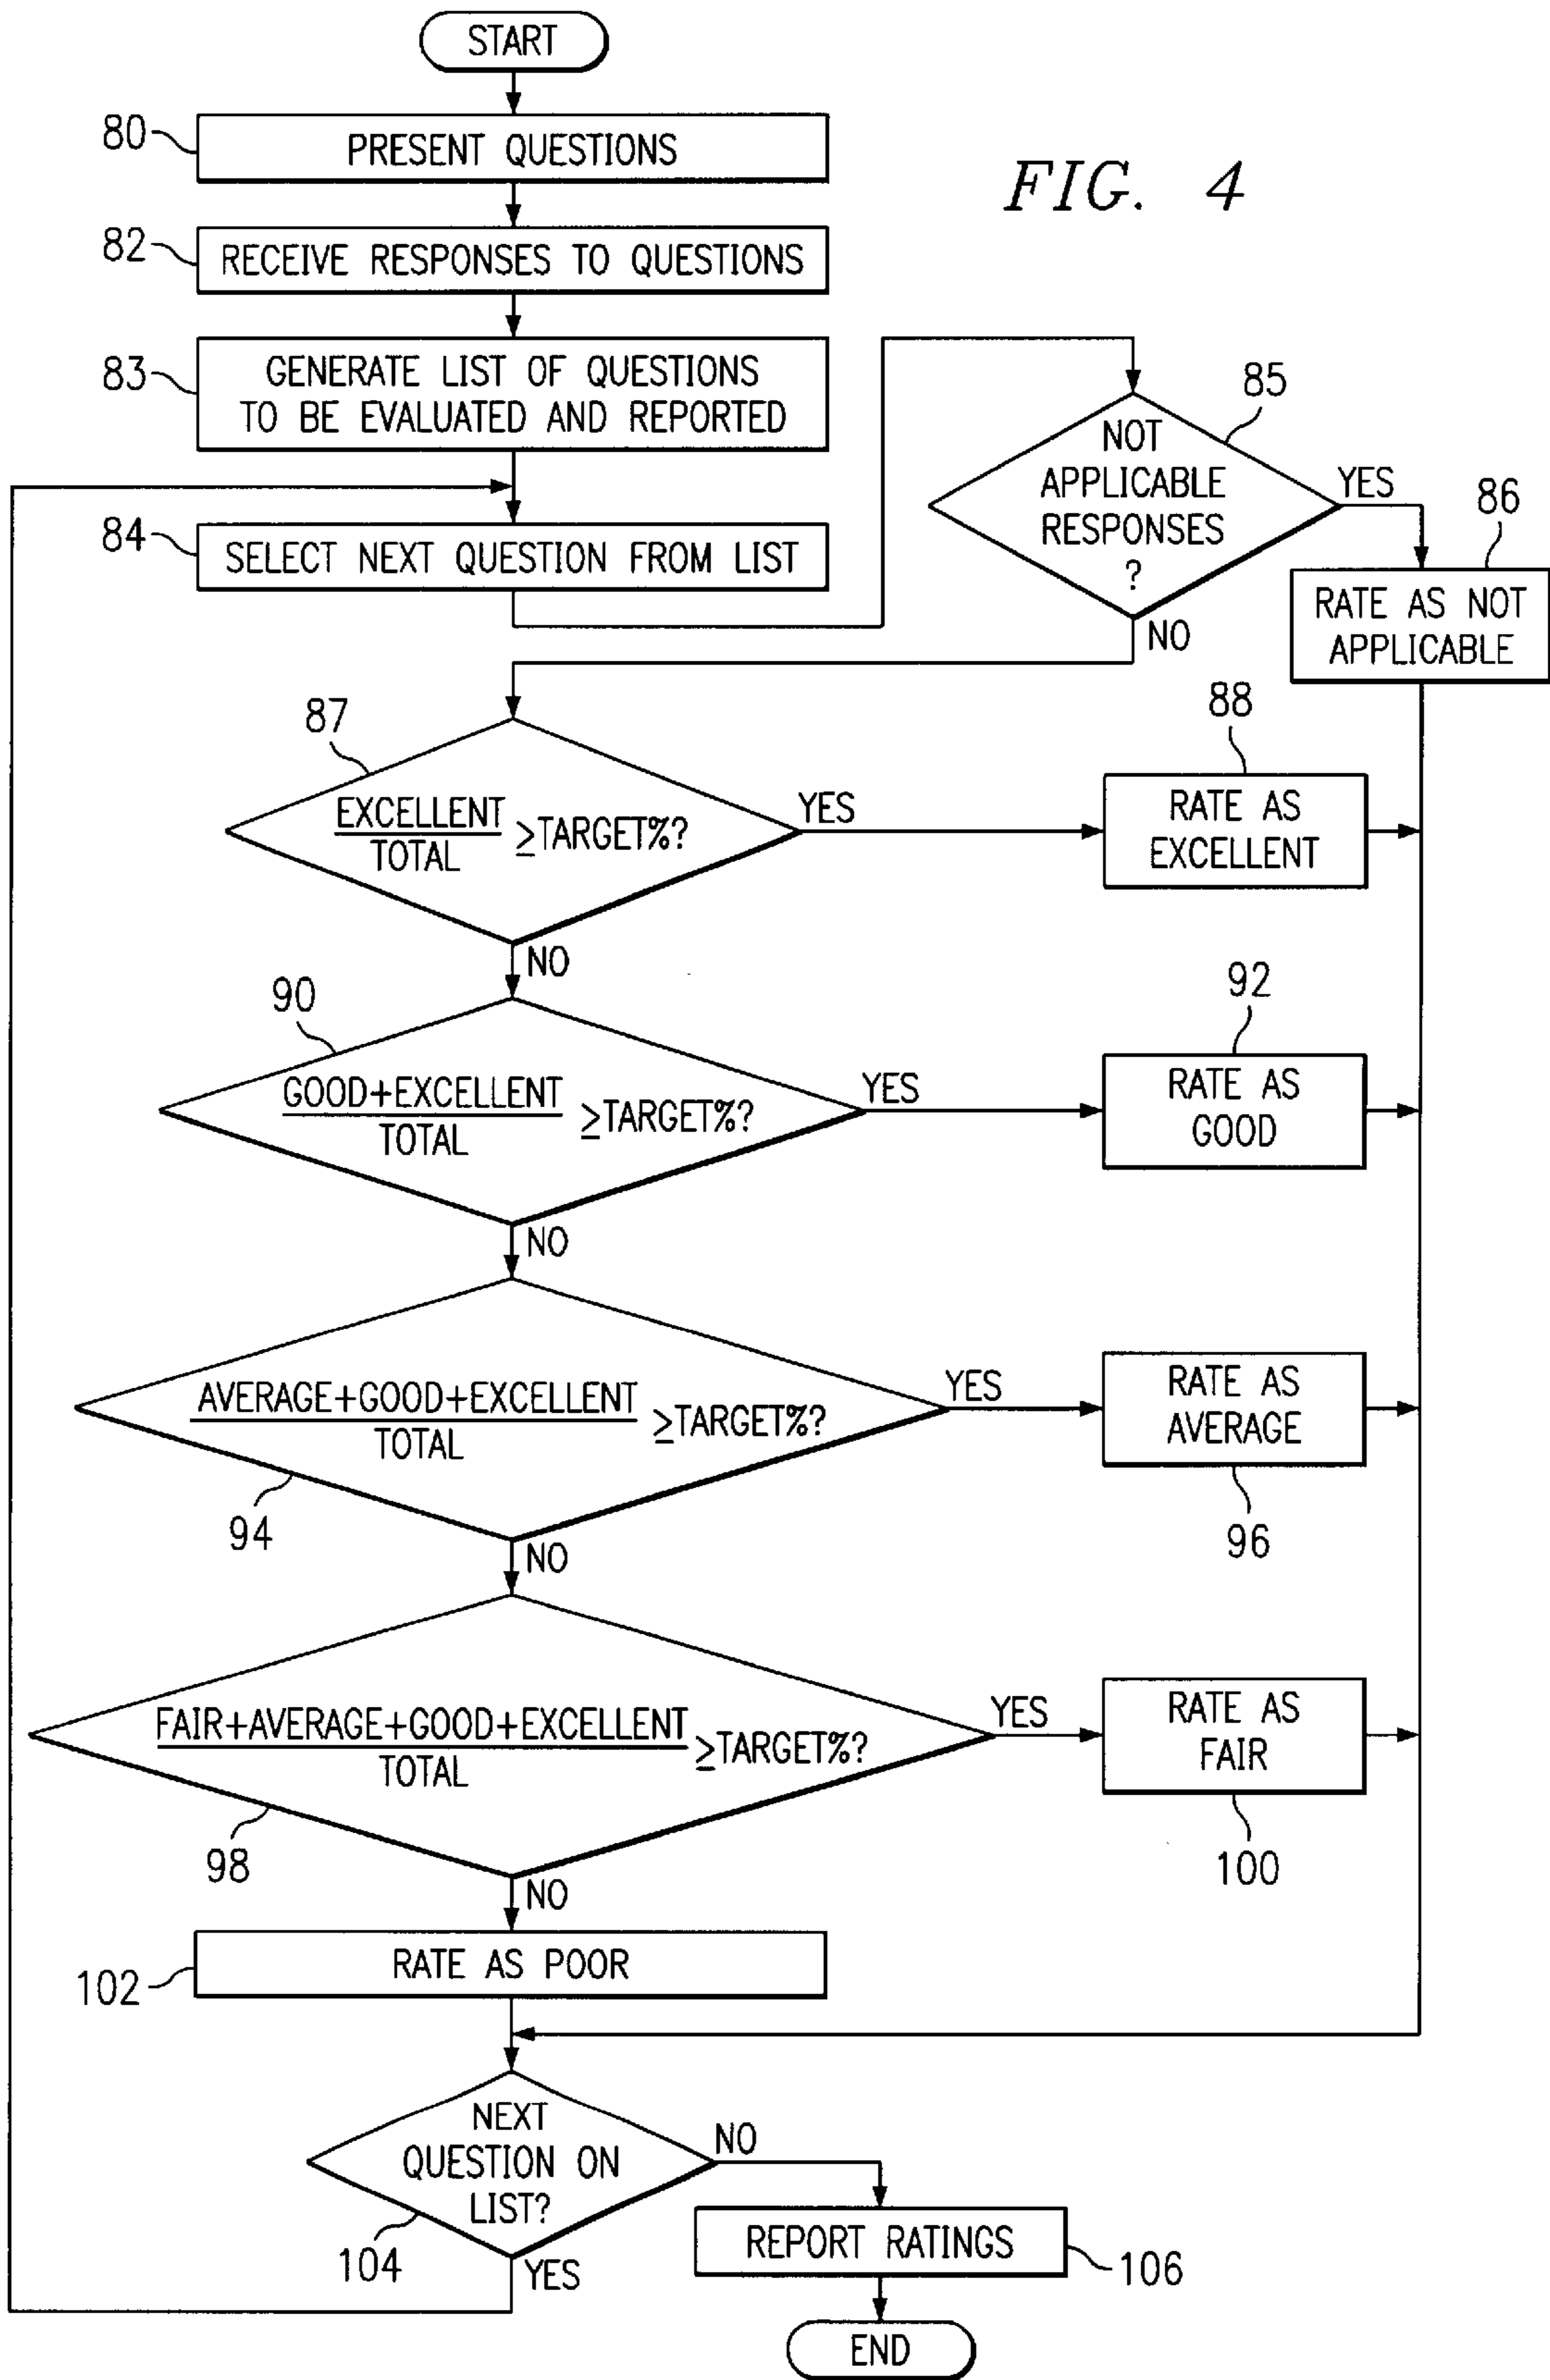 START
80
PRESENT QUESTIONS
FIG. 4
82
RECEIVE RESPONSES TO QUESTIONS
83
GENERATE LIST OF QUESTIONS
TO BE EVALUATED AND REPORTED
84
SELECT NEXT QUESTION FROM LIST
85
NOT
APPLICABLE
RESPONSES
?
YES
NO
86
RATE AS NOT
APPLICABLE
87
EXCELLENT
TOTAL
≥TARGET%?
YES
NO
88
RATE AS
EXCELLENT
90
GOOD+EXCELLENT
TOTAL
≥TARGET%?
YES
NO
92
RATE AS
GOOD
AVERAGE+GOOD+EXCELLENT
TOTAL
≥TARGET%?
94
YES
NO
RATE AS
AVERAGE
96
FAIR+AVERAGE+GOOD+EXCELLENT
TOTAL
≥TARGET%?
98
YES
NO
RATE AS
FAIR
100
102
RATE AS POOR
NEXT
QUESTION ON
LIST?
104
NO
YES
REPORT RATINGS
106
END